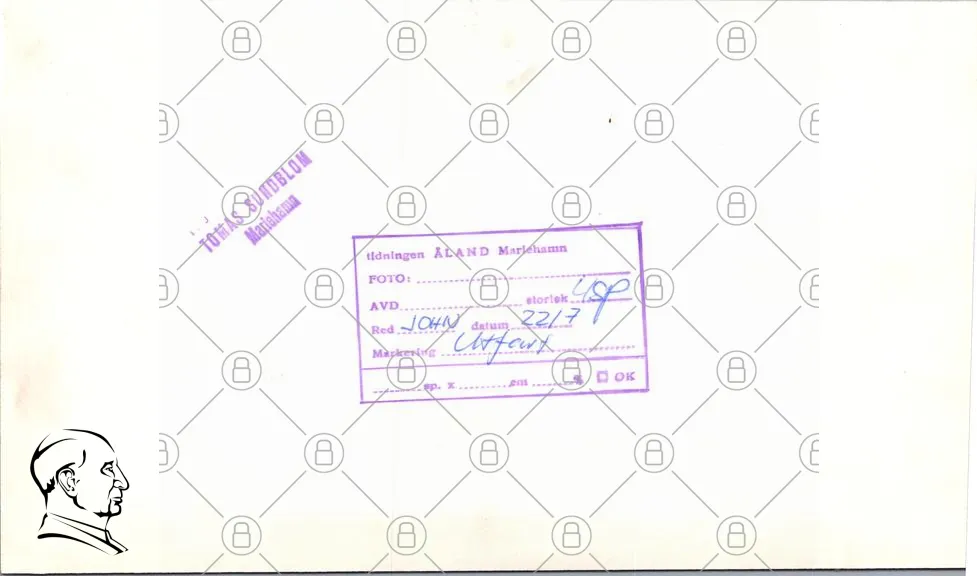 TOMAS SUNDBLOM
Mariehamn
tidningen ÅLAND Mariehamn
FOTO:
AVD. storlek 4sp
Red JOHN datum 22/7
Markering Utfart
sp. x cm % OK